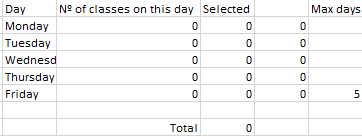 Day Nº of classes on this day Selected Max days
Monday 0 0 0
Tuesday 0 0 0
Wednesd 0 0 0
Thursday 0 0 0
Friday 0 0 0 5
Total 0